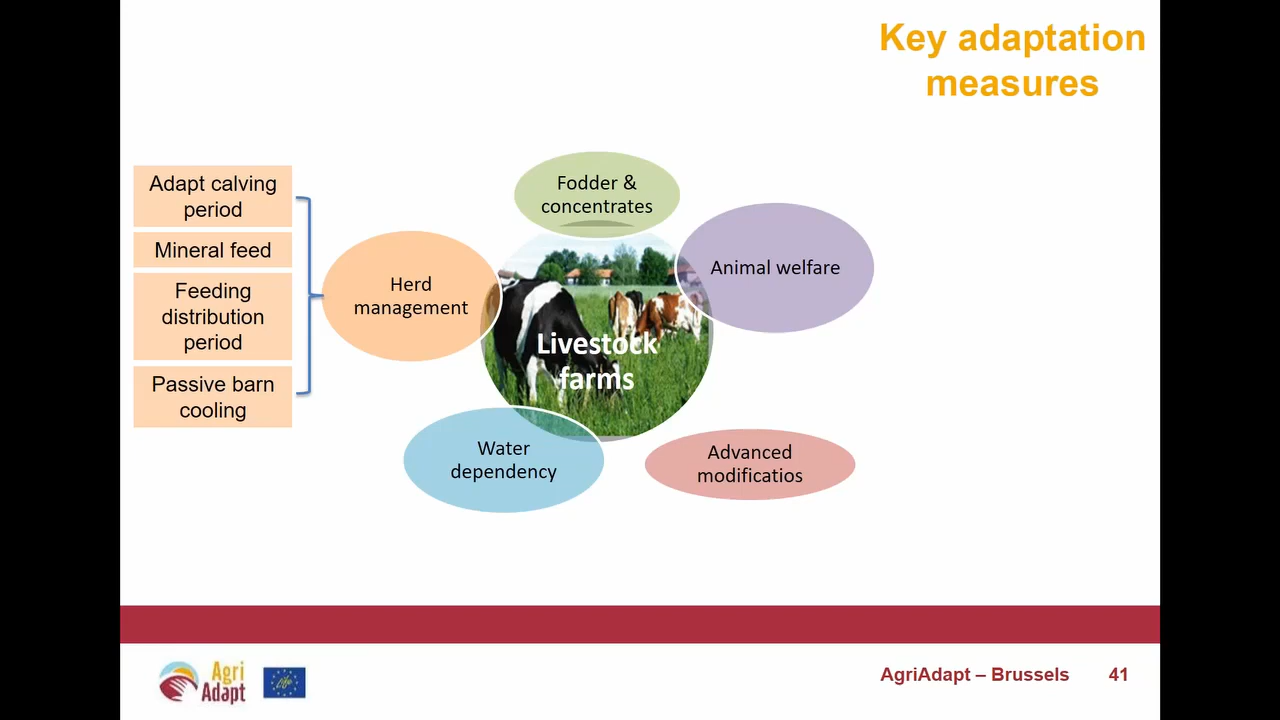 Key adaptation
measures
Adapt calving
period
Mineral feed
Feeding
distribution
period
Passive barn
cooling
Herd
management
Fodder &
concentrates
Animal welfare
Livestock
farms
Water
dependency
Advanced
modificatios
Agri
Adapt
Life
AgriAdapt – Brussels 41